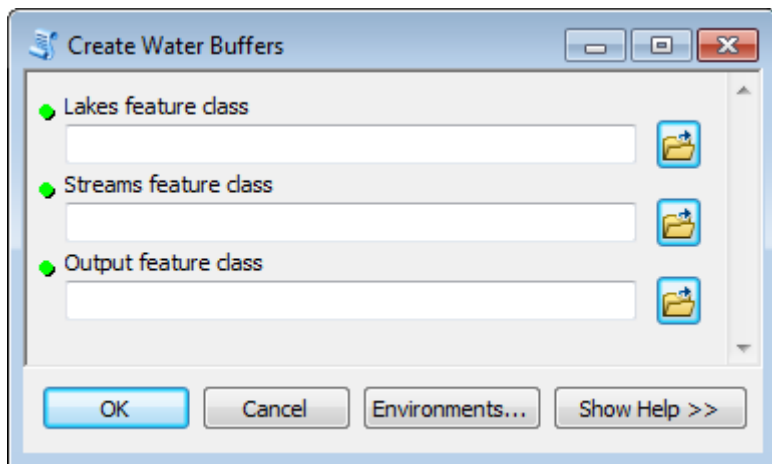 Create Water Buffers
Lakes feature class
Streams feature class
Output feature class
OK Cancel Environments... Show Help >>